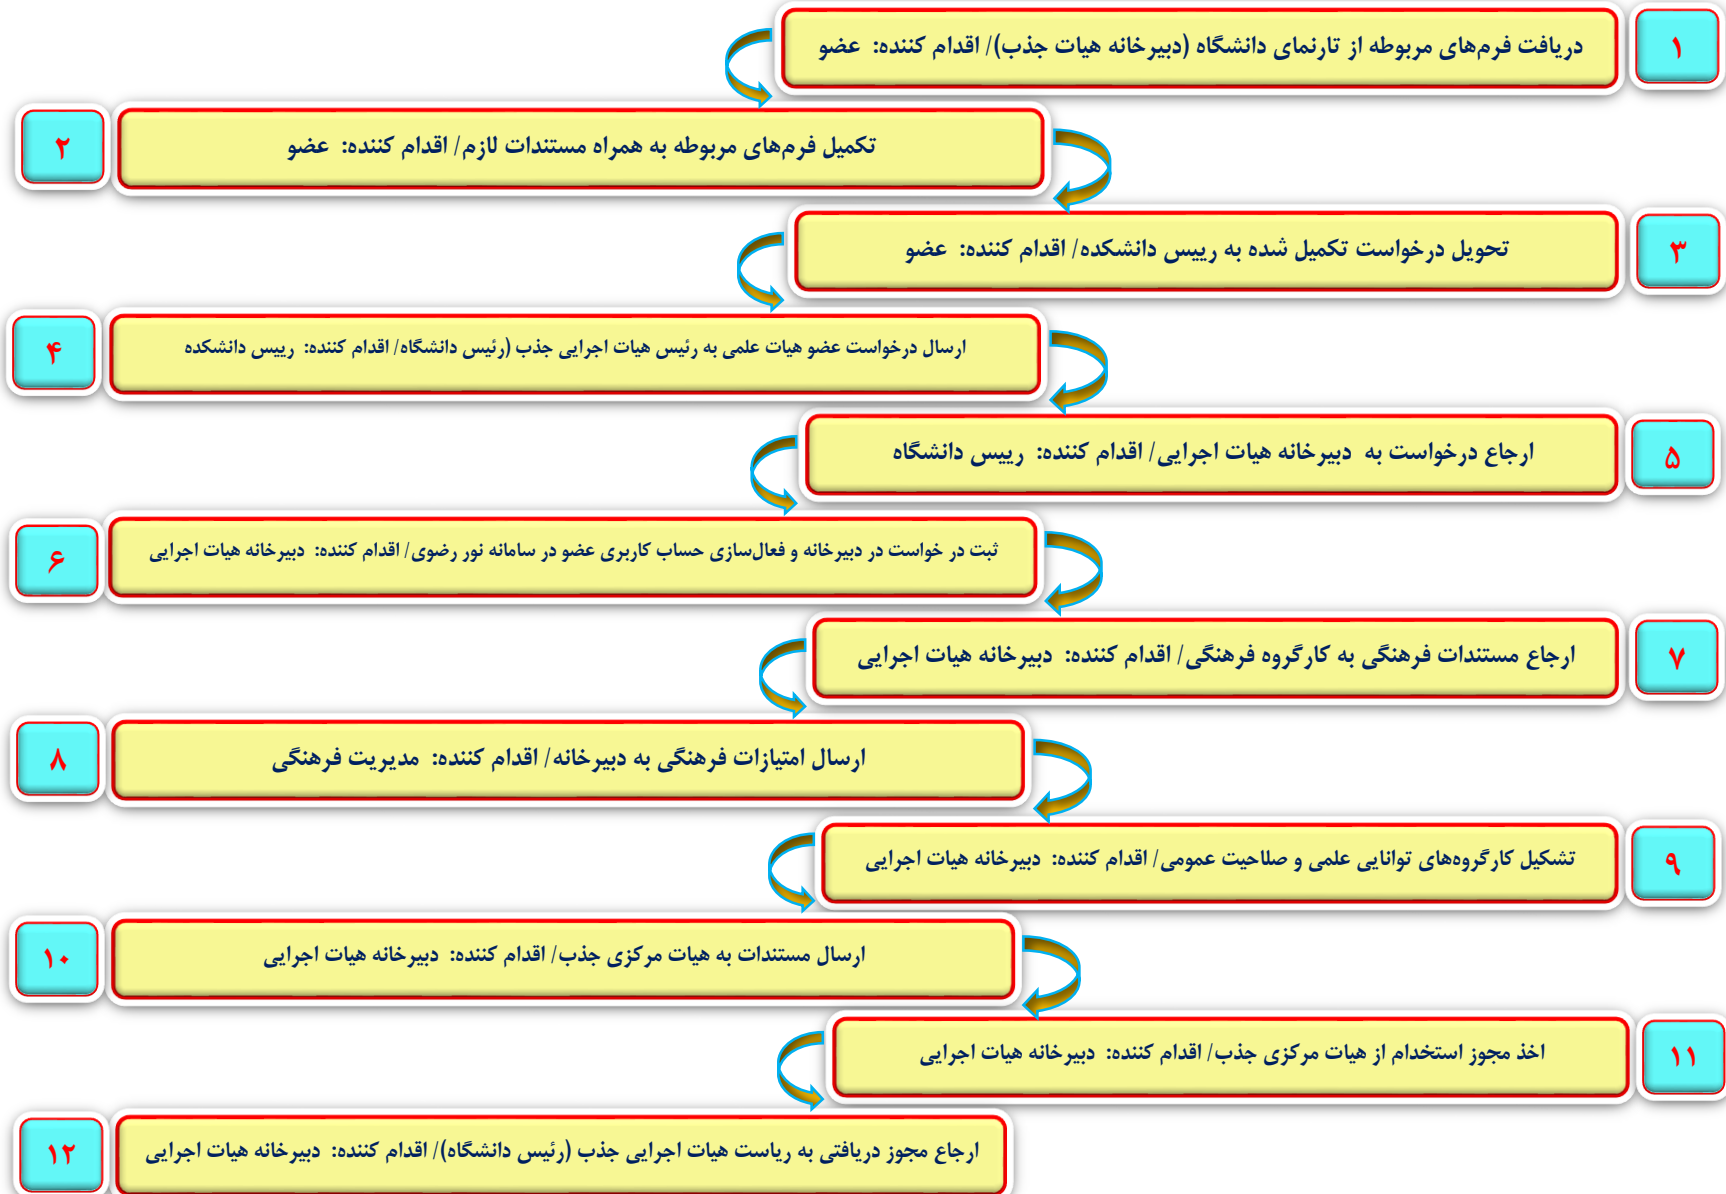 ۱
دریافت فرم‌های مربوطه از تارنمای دانشگاه (دبیرخانه هیات جذب)/ اقدام کننده: عضو
۲
تکمیل فرم‌های مربوطه به همراه مستندات لازم/ اقدام کننده: عضو
۳
تحویل درخواست تکمیل شده به رییس دانشکده/ اقدام کننده: عضو
۴
ارسال درخواست عضو هیات علمی به رئیس هیات اجرایی جذب (رئیس دانشگاه/ اقدام کننده: رییس دانشکده
۵
ارجاع درخواست به دبیرخانه هیات اجرایی/ اقدام کننده: رییس دانشگاه
۶
ثبت در خواست در دبیرخانه و فعال‌سازی حساب کاربری عضو در سامانه نور رضوی/ اقدام کننده: دبیرخانه هیات اجرایی
۷
ارجاع مستندات فرهنگی به کارگروه فرهنگی/ اقدام کننده: دبیرخانه هیات اجرایی
۸
ارسال امتیازات فرهنگی به دبیرخانه/ اقدام کننده: مدیریت فرهنگی
۹
تشکیل کارگروه‌های توانایی علمی و صلاحیت عمومی/ اقدام کننده: دبیرخانه هیات اجرایی
۱۰
ارسال مستندات به هیات مرکزی جذب/ اقدام کننده: دبیرخانه هیات اجرایی
۱۱
اخذ مجوز استخدام از هیات مرکزی جذب/ اقدام کننده: دبیرخانه هیات اجرایی
۱۲
ارجاع مجوز دریافتی به ریاست هیات اجرایی جذب (رئیس دانشگاه)/ اقدام کننده: دبیرخانه هیات اجرایی